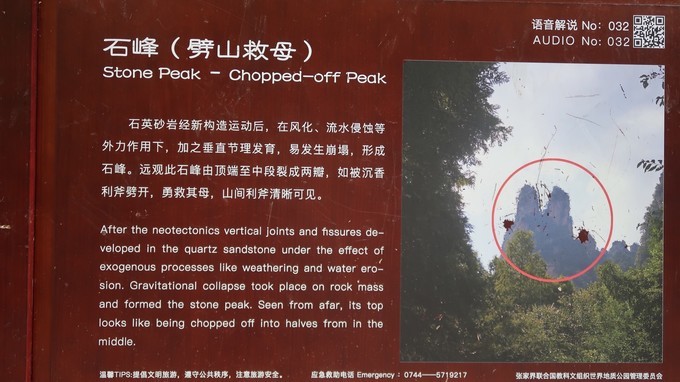 语音解说 No: 032
AUDIO No: 032
石峰（劈山救母）
Stone Peak - Chopped-off Peak
石英砂岩经新构造运动后，在风化、流水侵蚀等
外力作用下，加之垂直节理发育，易发生崩塌，形成
石峰。远观此石峰由顶端至中段裂成两瓣，如被沉香
利斧劈开，勇救其母，山间利斧清晰可见。
After the neotectonics vertical joints and fissures de-
veloped in the quartz sandstone under the effect of
exogenous processes like weathering and water ero-
sion. Gravitational collapse took place on rock mass
and formed the stone peak. Seen from afar, its top
looks like being chopped off into halves from in the
middle.
温馨TIPS:提倡文明旅游，遵守公共秩序，注意旅游安全。 应急救助电话 Emergency : 0744——5719217 张家界联合国教科文组织世界地质公园管理委员会